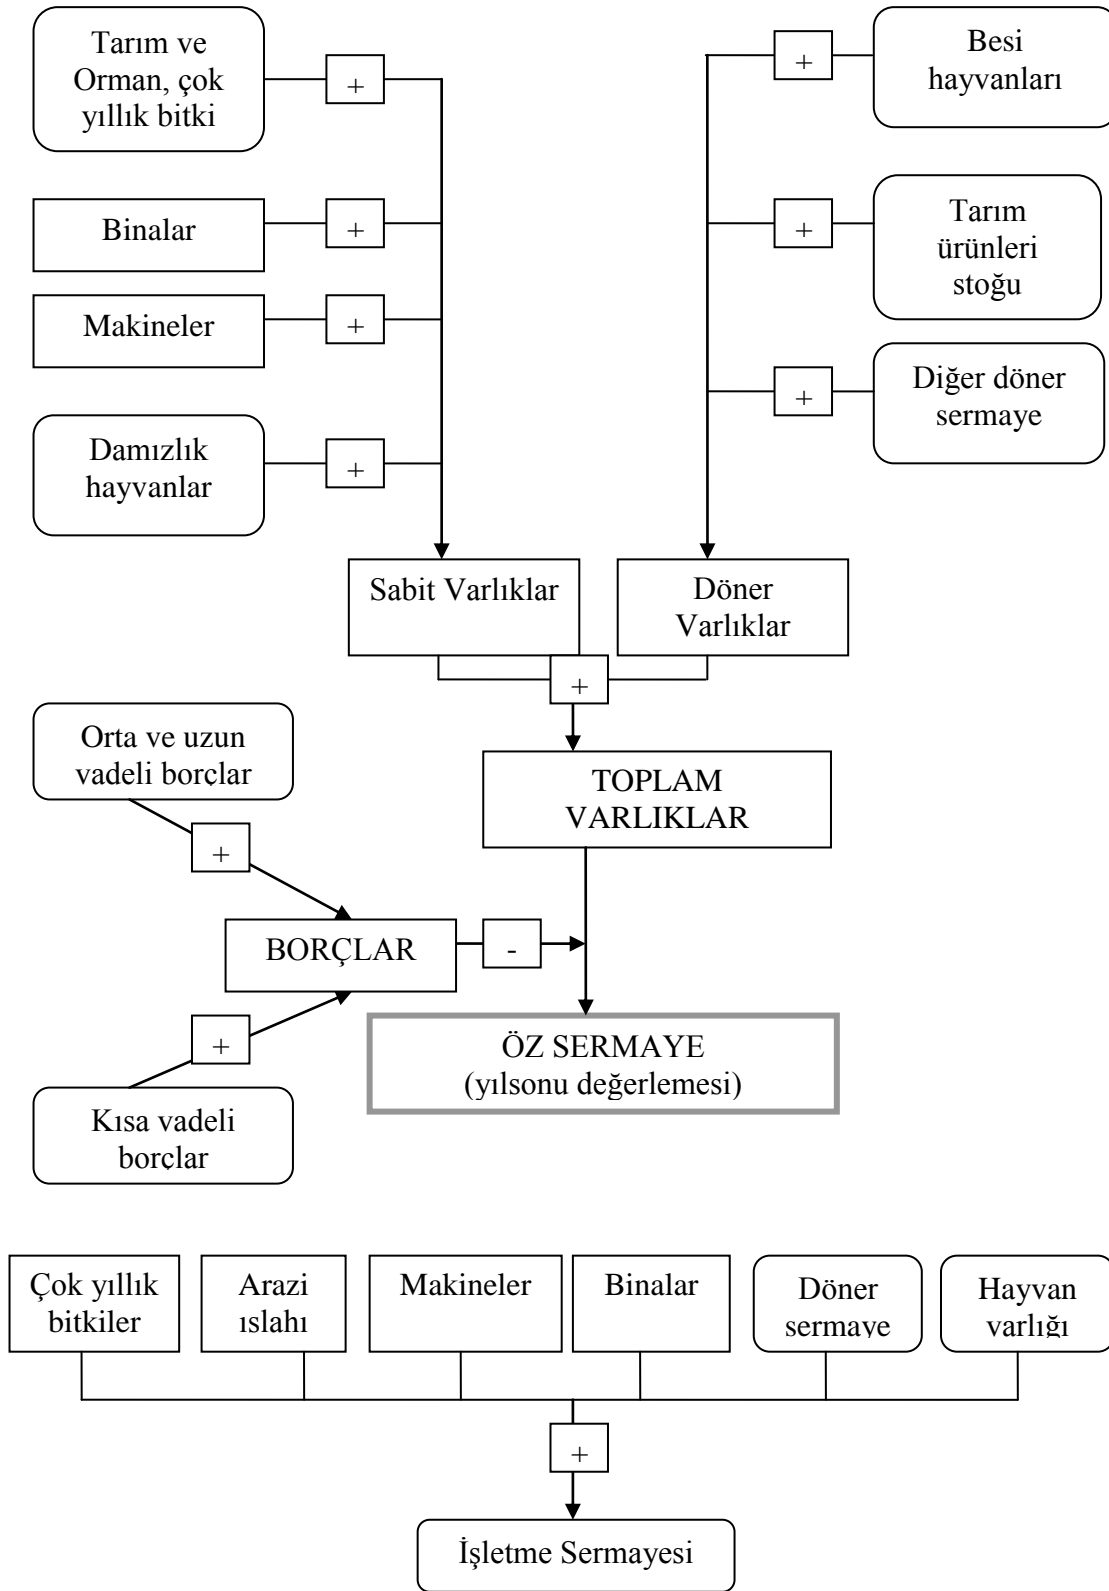 Tarım ve
Orman, çok
yıllık bitki
+
Binalar
+
Makineler
+
Damızlık
hayvanlar
+
+
Besi
hayvanları
+
Tarım
ürünleri
stoğu
+
Diğer döner
sermaye
Sabit Varlıklar
Döner
Varlıklar
+
Orta ve uzun
vadeli borçlar
+
TOPLAM
VARLIKLAR
BORÇLAR
-
+
Kısa vadeli
borçlar
ÖZ SERMAYE
(yılsonu değerlemesi)
Çok yıllık
bitkiler
Arazi
ıslahı
Makineler
Binalar
Döner
sermaye
Hayvan
varlığı
+
İşletme Sermayesi